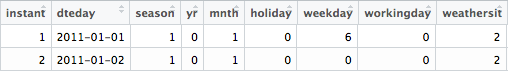 instant dteday season yr mnth holiday weekday workingday weathersit
1 2011-01-01 1 0 1 0 6 0 2
2 2011-01-02 1 0 1 0 0 0 2